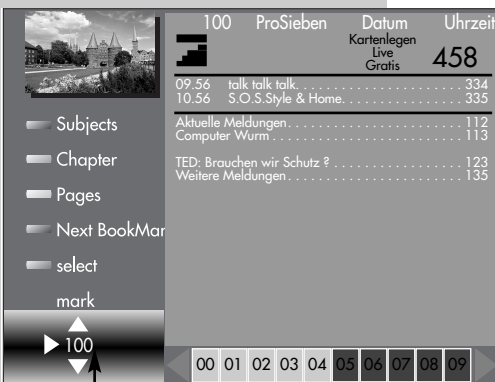 100 ProSieben Datum Uhrzeit
Kartenlegen
Live
Gratis
458
09.56 talk talk talk. . . . . . . . . . . . . . . . . . . . . . 334
10.56 S.O.S.Style & Home. . . . . . . . . . . . . . . . 335
Aktuelle Meldungen. . . . . . . . . . . . . . . . . . . . . . 112
Computer Wurm. . . . . . . . . . . . . . . . . . . . . . . . . 113
TED: Brauchen wir Schutz ? . . . . . . . . . . . . . . . . 123
Weitere Meldungen. . . . . . . . . . . . . . . . . . . . . . 135
Subjects
Chapter
Pages
Next BookMar
select
mark
100
00 01 02 03 04 05 06 07 08 09